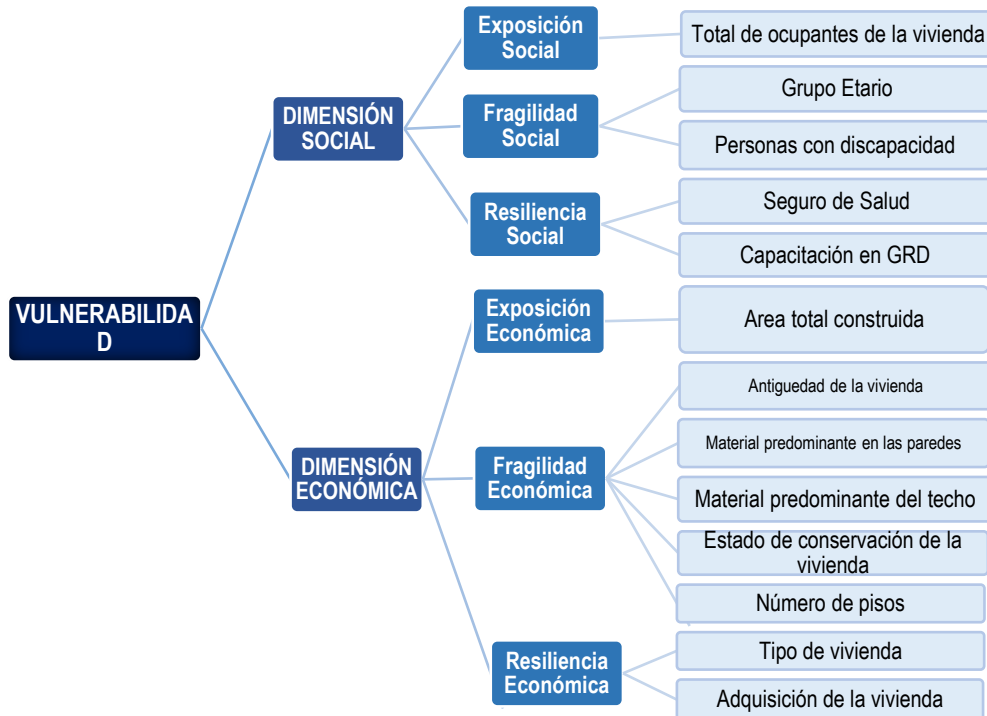 VULNERABILIDA
D
DIMENSIÓN
SOCIAL
Exposición
Social
Total de ocupantes de la vivienda
Fragilidad
Social
Grupo Etario
Personas con discapacidad
Resiliencia
Social
Seguro de Salud
Capacitación en GRD
DIMENSIÓN
ECONÓMICA
Exposición
Económica
Area total construida
Fragilidad
Económica
Antiguedad de la vivienda
Material predominante en las paredes
Material predominante del techo
Estado de conservación de la
vivienda
Número de pisos
Resiliencia
Económica
Tipo de vivienda
Adquisición de la vivienda